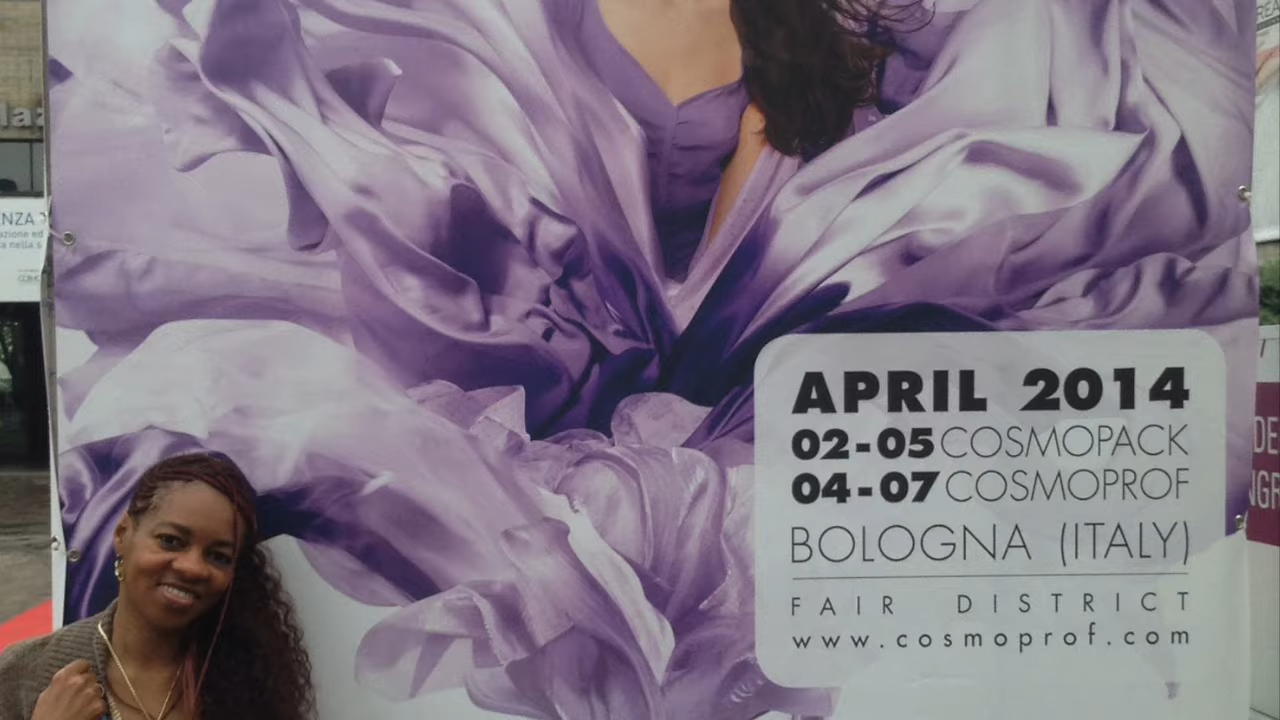 APRIL 2014
02-05 COSMOPACK
04-07 COSMOPROF
BOLOGNA (ITALY)
FAIR DISTRICT
www.cosmoprof.com